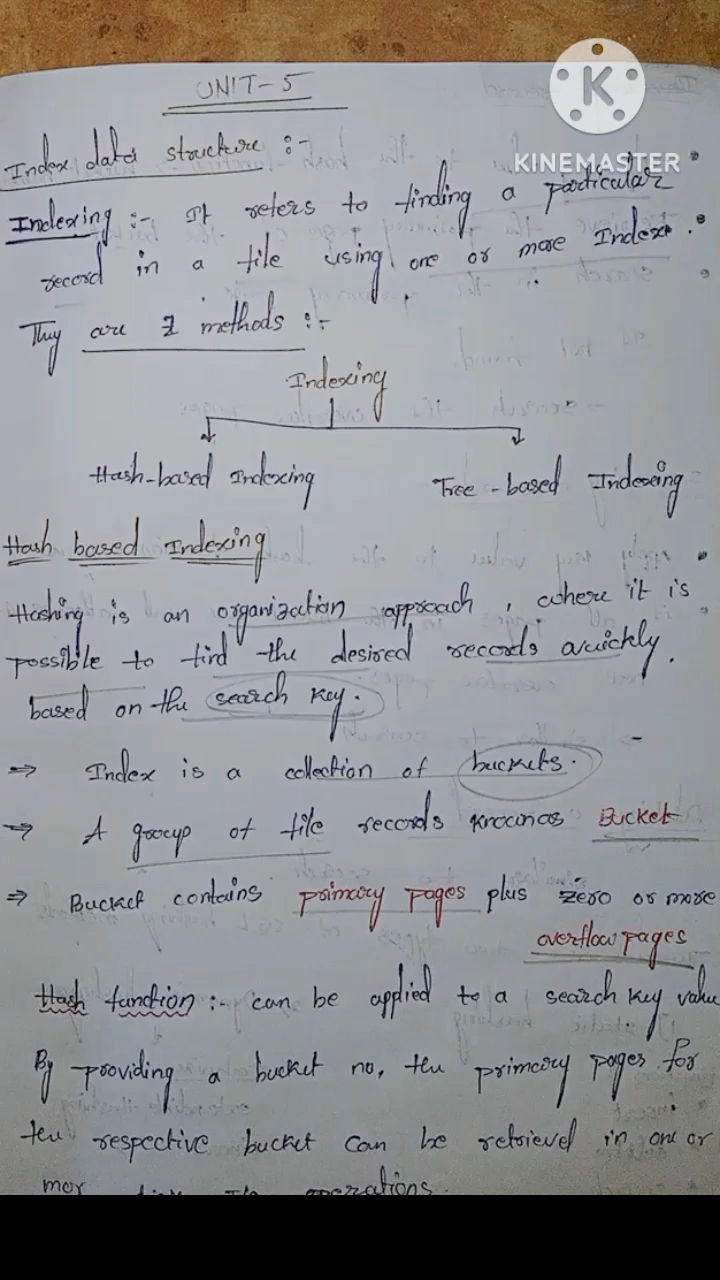 UNIT-5
KINEMASTER
Index data structure :-
Indexing :- It refers to finding a particular
record in a file using one or more Index.
Thy are 2 methods :-
Indexing
Hash-based Indexing
Tree-based Indexing
Hash based Indexing
Hashing is an organization approach, where it is
possible to find the desired records quickly.
based on the search key.
⇒ Index is a collection of buckets.
⇒ A group of file records knownas Bucket
⇒ Bucket contains primary pages plus zero or more
overflow pages
Hash function :- can be applied to a search key value
By providing a bucket no, the primary pages for
the respective bucket can be retrieved in one or
operations.